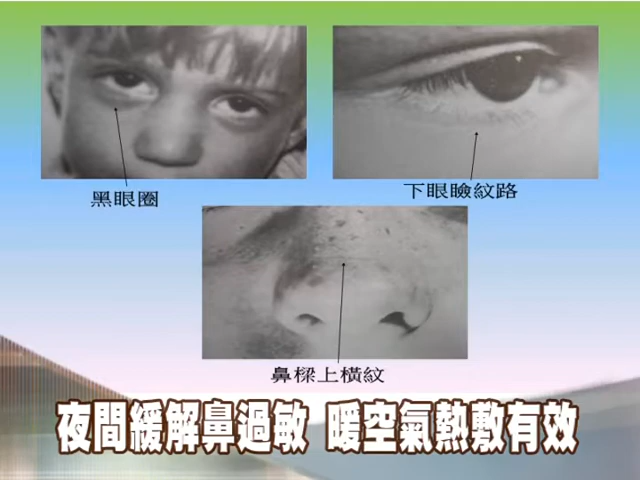 黑眼圈
下眼瞼紋路
鼻樑上橫紋
夜間緩解鼻過敏 暖空氣熱敷有效